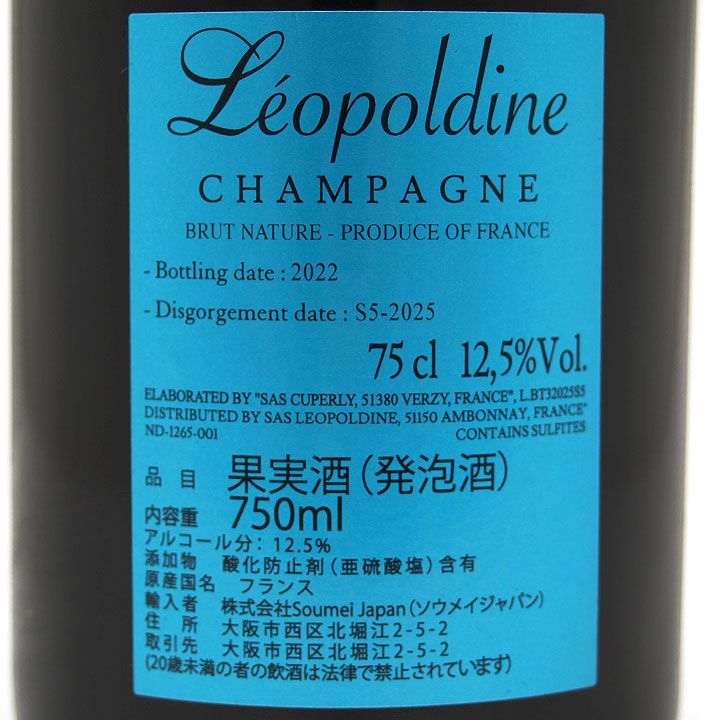 Léopoldine
CHAMPAGNE
BRUT NATURE - PRODUCE OF FRANCE
- Bottling date : 2022
- Disgorgement date : S5-2025
75 cl 12,5%Vol.
ELABORATED BY "SAS CUPERLY, 51380 VERZY, FRANCE", L.BT32025S5
DISTRIBUTED BY SAS LEOPOLDINE, 51150 AMBONNAY, FRANCE"
ND-1265-001 CONTAINS SULFITES
品 目 果実酒(発泡酒)
内容量 750ml
アルコール分: 12.5%
添加物 酸化防止剤(亜硫酸塩)含有
原産国名 フランス
輸入者 株式会社Soumei Japan(ソウメイジャパン)
住 所 大阪市西区北堀江2-5-2
取引先 大阪市西区北堀江2-5-2
(20歳未満の者の飲酒は法律で禁止されています)